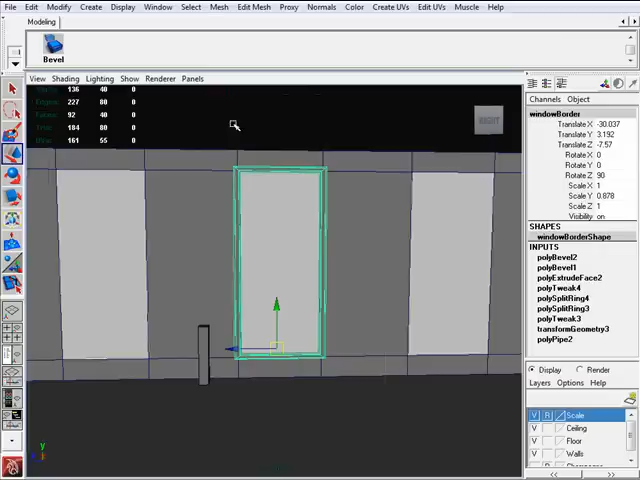 File Edit Modify Create Display Window Select Mesh Edit Mesh Proxy Normals Color Create UVs Edit UVs Muscle Help
Modeling
Bevel
View Shading Lighting Show Renderer Panels
136 40 0
227 80 0
92 40 0
184 80 0
161 55 0
RIGHT
Channels Object
windowBorder
Translate X -30.037
Translate Y 3.192
Translate Z -7.57
Rotate X 0
Rotate Y 0
Rotate Z 90
Scale X 1
Scale Y 0.878
Scale Z 1
Visibility on
SHAPES
windowBorderShape
INPUTS
polyBevel2
polyBevel1
polyExtrudeFace2
polyTweak4
polySplitRing4
polySplitRing3
polyTweak3
transformGeometry3
polyPipe2
Display Render
Layers Options Help
V R Scale
V Ceiling
V Floor
V Walls
y